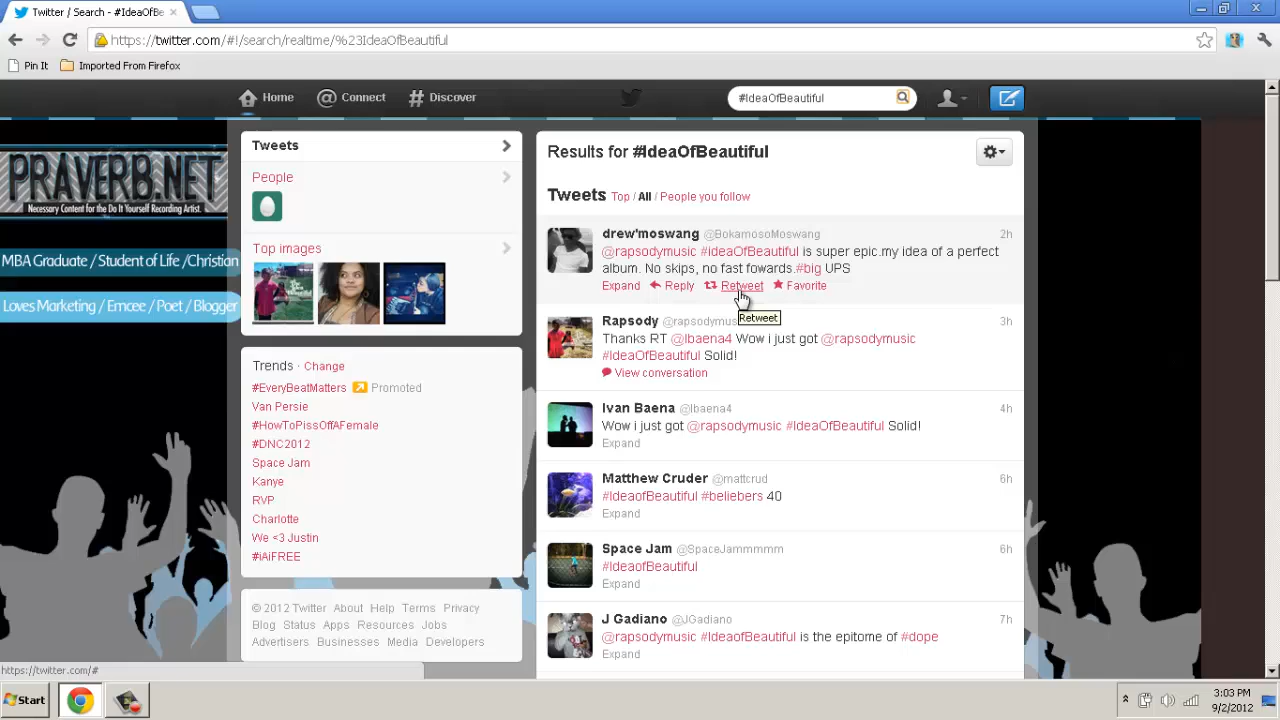 Twitter / Search - #IdeaOfBe
https://twitter.com/#!/search/realtime/%23IdeaOfBeautiful
Pin It
Imported From Firefox
Home
Connect
Discover
#IdeaOfBeautiful
PRAVERB.NET
Necessary Content for the Do It Yourself Recording Artist.
MBA Graduate / Student of Life /Christian
Loves Marketing / Emcee / Poet / Blogger
Tweets
People
Top images
Trends · Change
#EveryBeatMatters Promoted
Van Persie
#HowToPissOffAFemale
#DNC2012
Space Jam
Kanye
RVP
Charlotte
We <3 Justin
#iAiFREE
© 2012 Twitter About Help Terms Privacy
Blog Status Apps Resources Jobs
Advertisers Businesses Media Developers
Results for #IdeaOfBeautiful
Tweets Top / All / People you follow
drew'moswang @BokamosoMoswang 2h
@rapsodymusic #ideaOfBeautiful is super epic.my idea of a perfect
album. No skips, no fast fowards.#big UPS
Expand Reply Retweet Favorite
Retweet
Rapsody @rapsodymus 3h
Thanks RT @Ibaena4 Wow i just got @rapsodymusic
#IdeaOfBeautiful Solid!
View conversation
Ivan Baena @Ibaena4 4h
Wow i just got @rapsodymusic #IdeaOfBeautiful Solid!
Expand
Matthew Cruder @mattcrud 6h
#IdeaofBeautiful #beliebers 40
Expand
Space Jam @SpaceJammmmm 6h
#IdeaofBeautiful
Expand
J Gadiano @JGadiano 7h
@rapsodymusic #IdeaofBeautiful is the epitome of #dope
Expand
https://twitter.com/#
Start
3:03 PM
9/2/2012